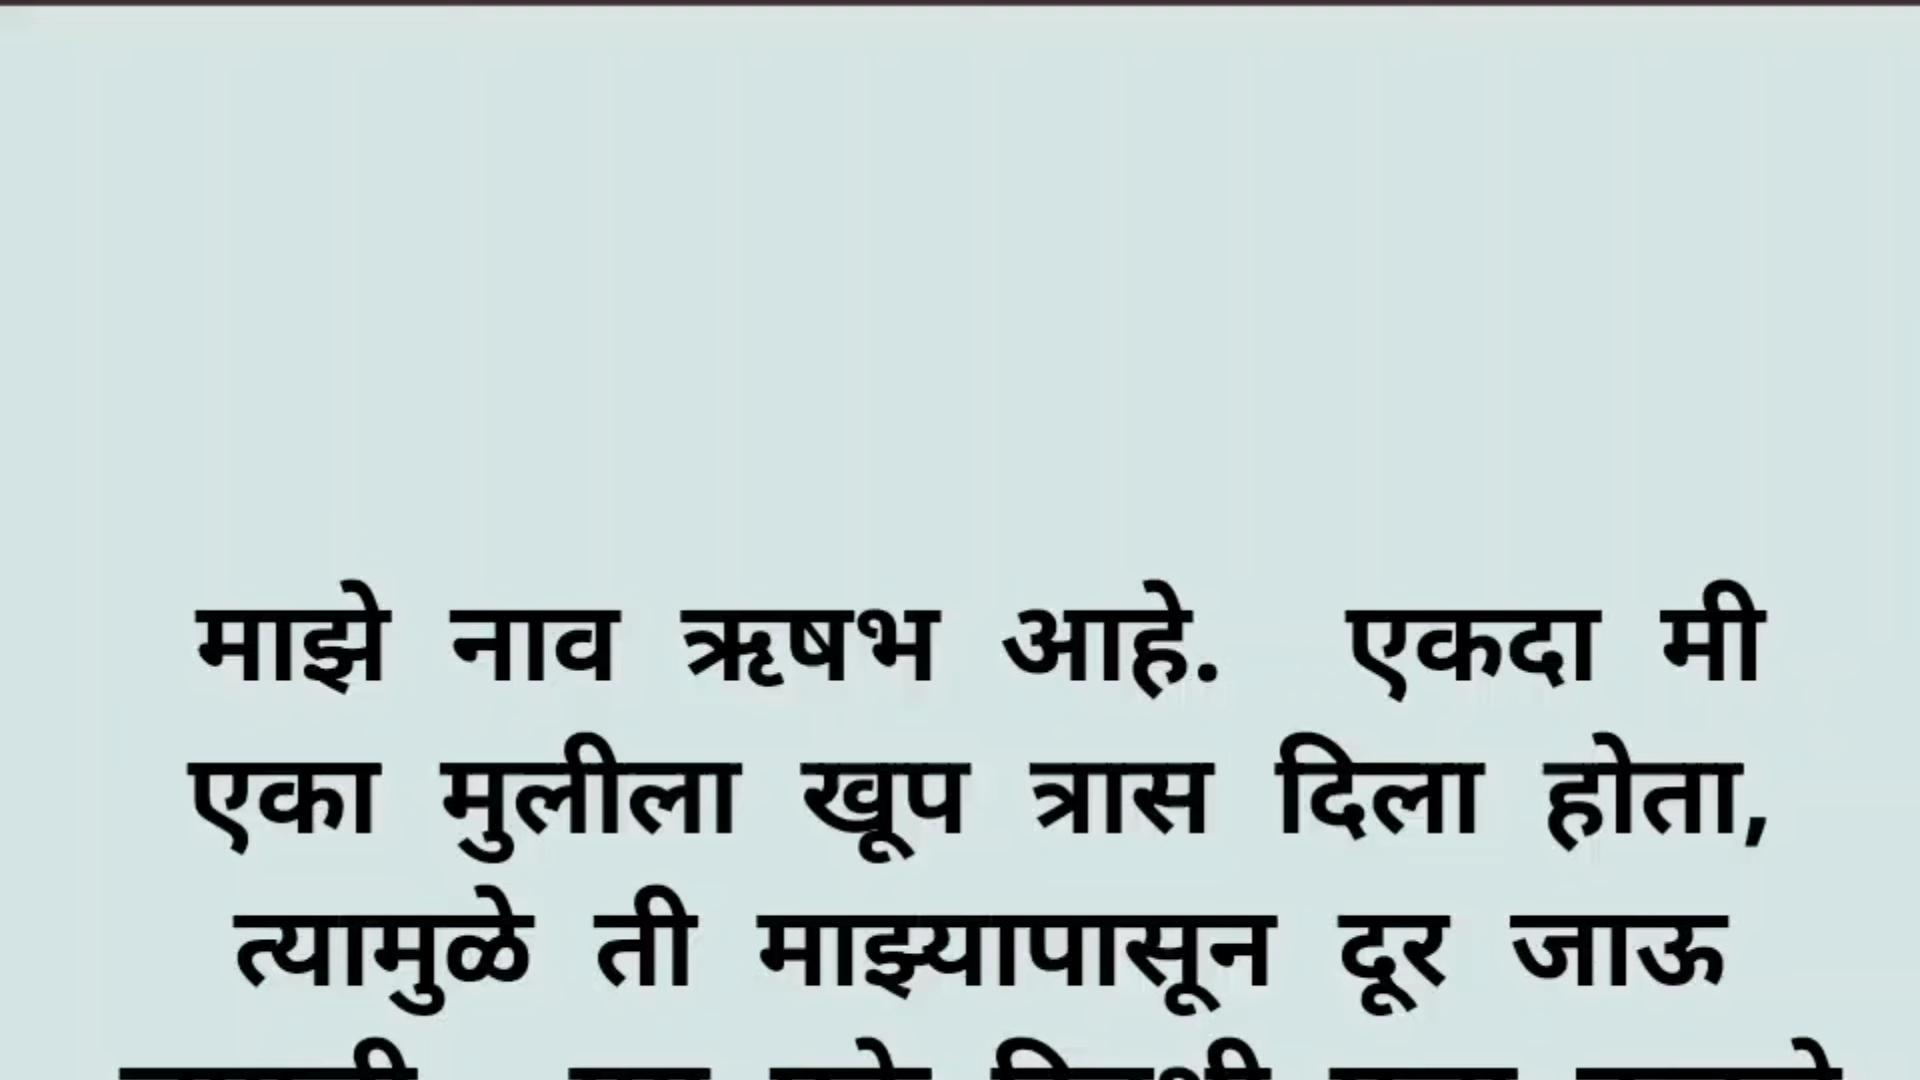 माझे नाव ऋषभ आहे. एकदा मी
एका मुलीला खूप त्रास दिला होता,
त्यामुळे ती माझ्यापासून दूर जाऊ